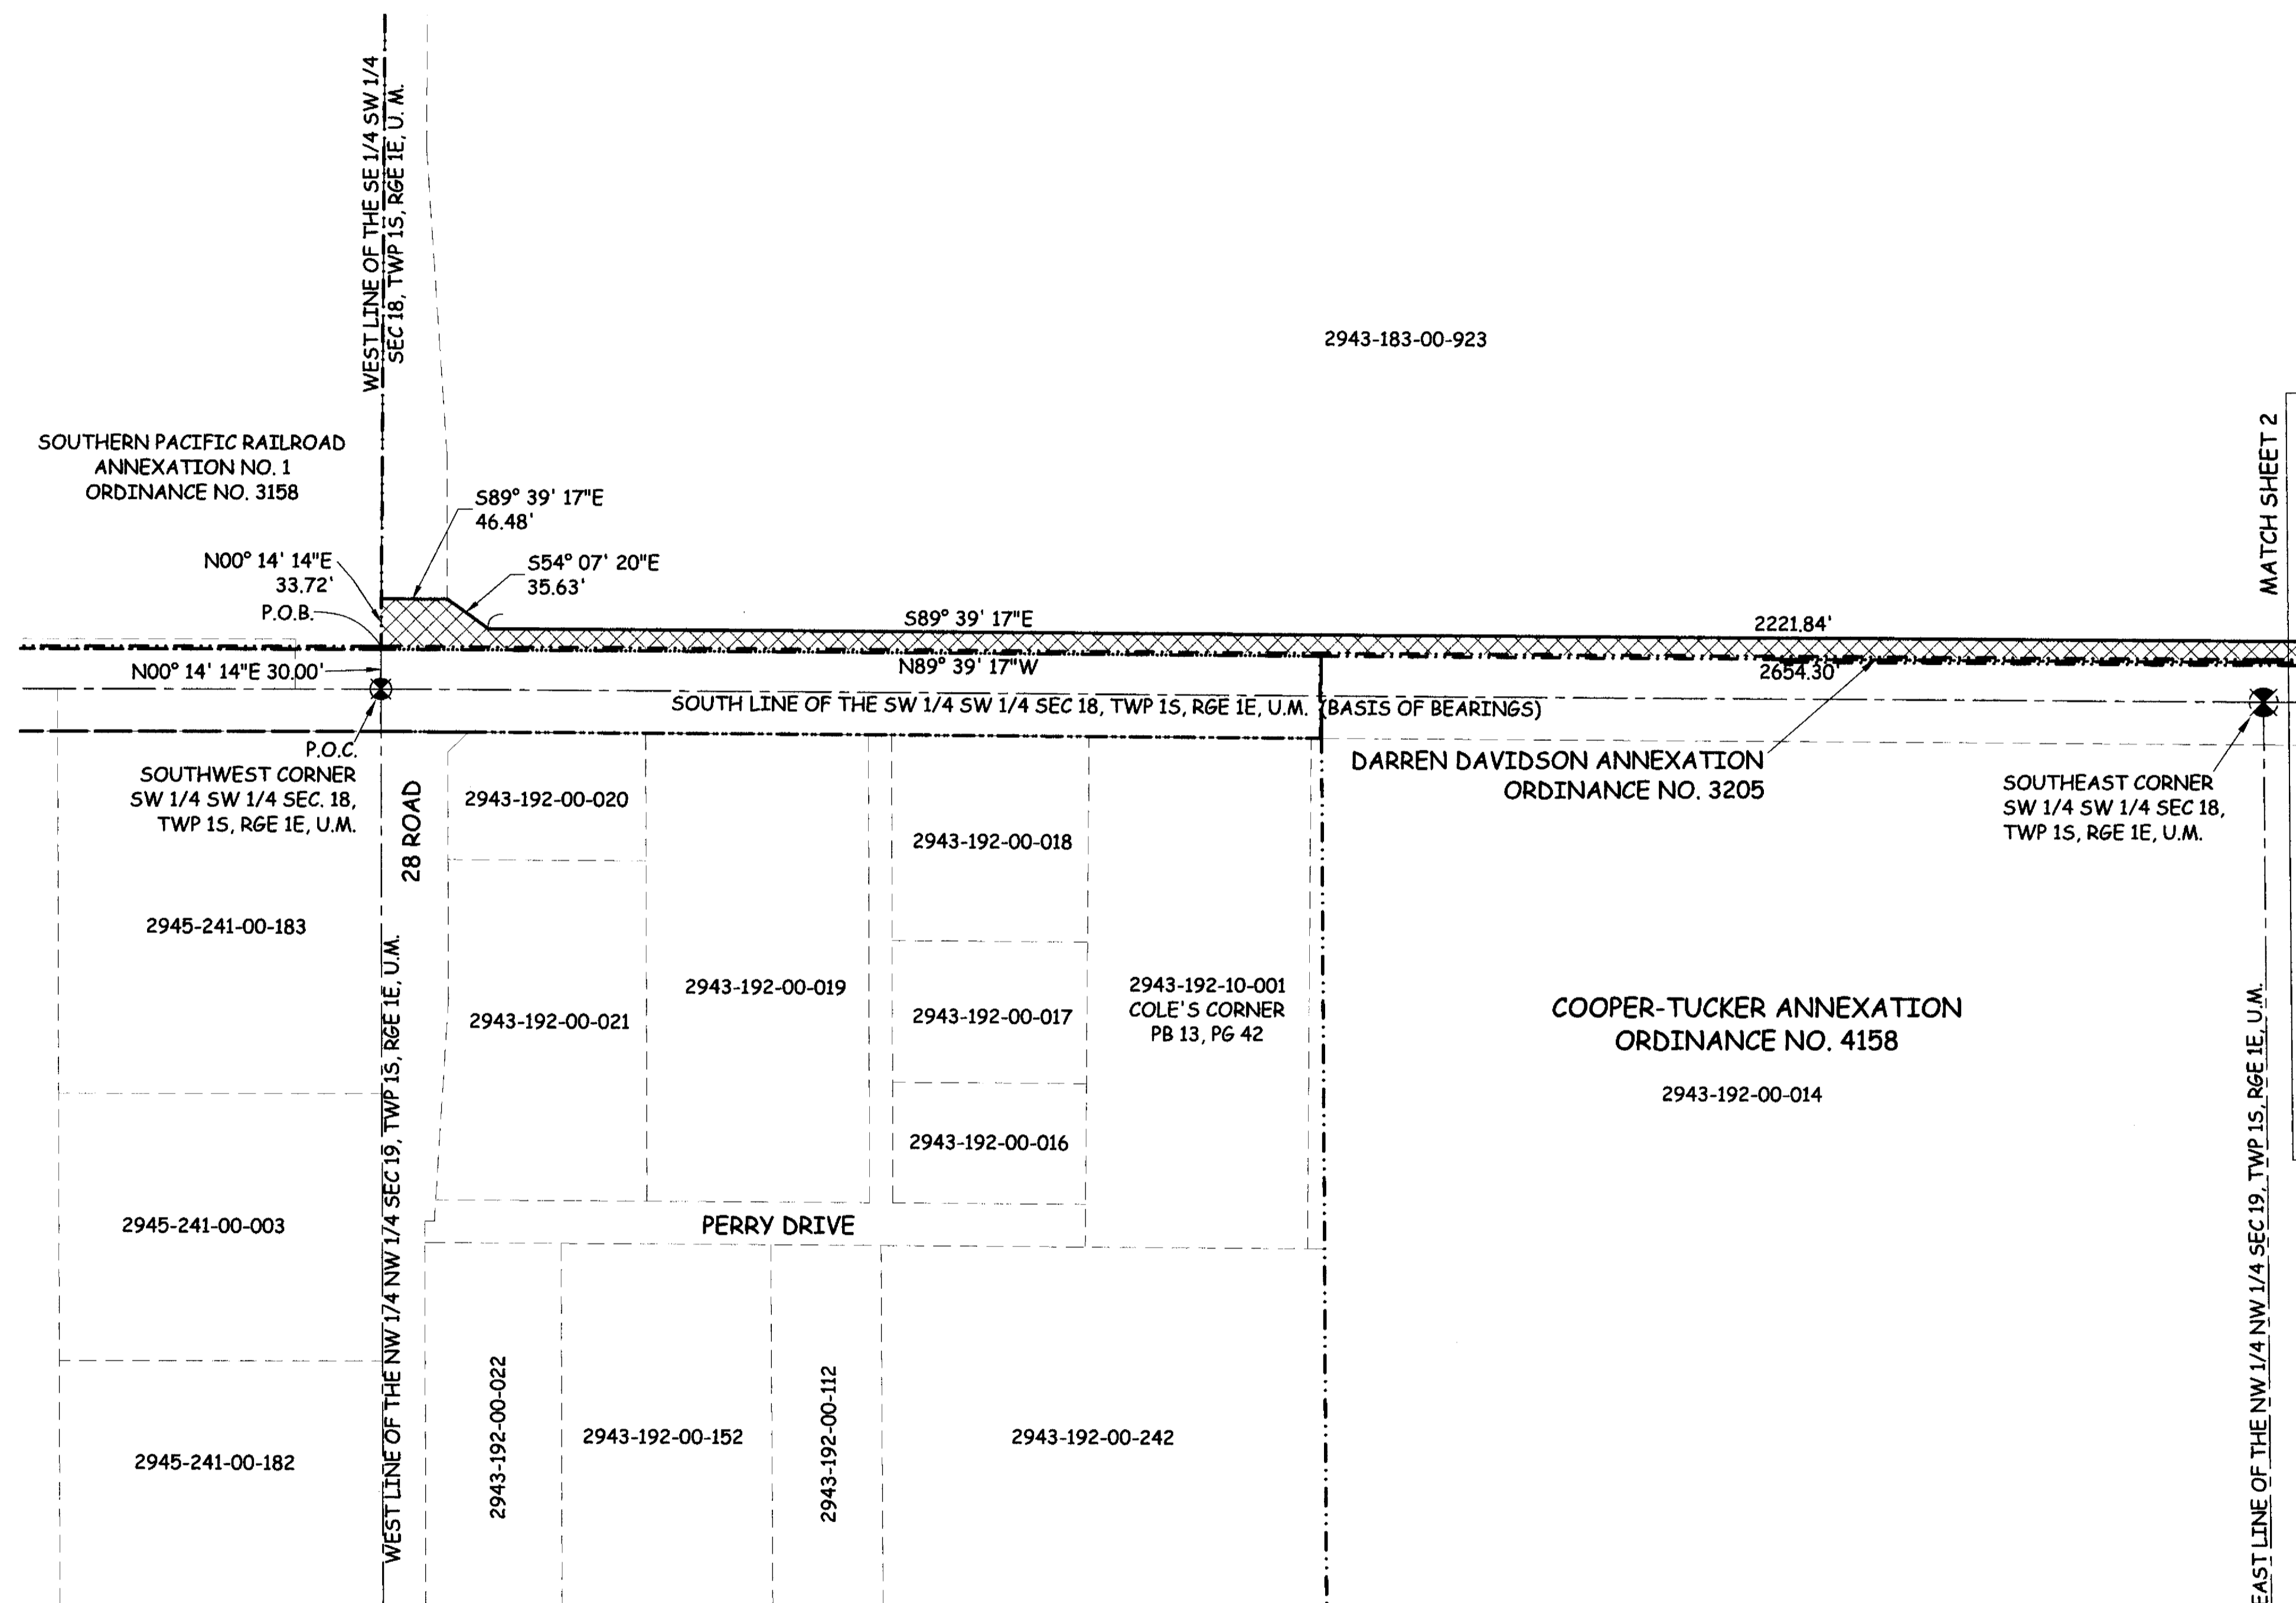 WEST LINE OF THE SE 1/4 SW 1/4
SEC 18, TWP 1S, RGE 1E, U. M.
2943-183-00-923
SOUTHERN PACIFIC RAILROAD
ANNEXATION NO. 1
ORDINANCE NO. 3158
MATCH SHEET 2
S89° 39' 17"E
46.48'
N00° 14' 14"E
33.72'
S54° 07' 20"E
35.63'
P.O.B.
S89° 39' 17"E
2221.84'
N00° 14' 14"E 30.00'
N89° 39' 17"W
2654.30'
SOUTH LINE OF THE SW 1/4 SW 1/4 SEC 18, TWP 1S, RGE 1E, U.M. (BASIS OF BEARINGS)
P.O.C.
SOUTHWEST CORNER
SW 1/4 SW 1/4 SEC. 18,
TWP 1S, RGE 1E, U.M.
28 ROAD
DARREN DAVIDSON ANNEXATION
ORDINANCE NO. 3205
SOUTHEAST CORNER
SW 1/4 SW 1/4 SEC 18,
TWP 1S, RGE 1E, U.M.
2943-192-00-020
2943-192-00-018
2945-241-00-183
2943-192-00-019
2943-192-00-021
2943-192-00-017
2943-192-10-001
COLE'S CORNER
PB 13, PG 42
COOPER-TUCKER ANNEXATION
ORDINANCE NO. 4158
2943-192-00-014
2943-192-00-016
2945-241-00-003
PERRY DRIVE
WEST LINE OF THE NW 1/4 NW 1/4 SEC 19, TWP 1S, RGE 1E, U.M.
EAST LINE OF THE NW 1/4 NW 1/4 SEC 19, TWP 1S, RGE 1E, U.M.
2945-241-00-182
2943-192-00-022
2943-192-00-152
2943-192-00-112
2943-192-00-242